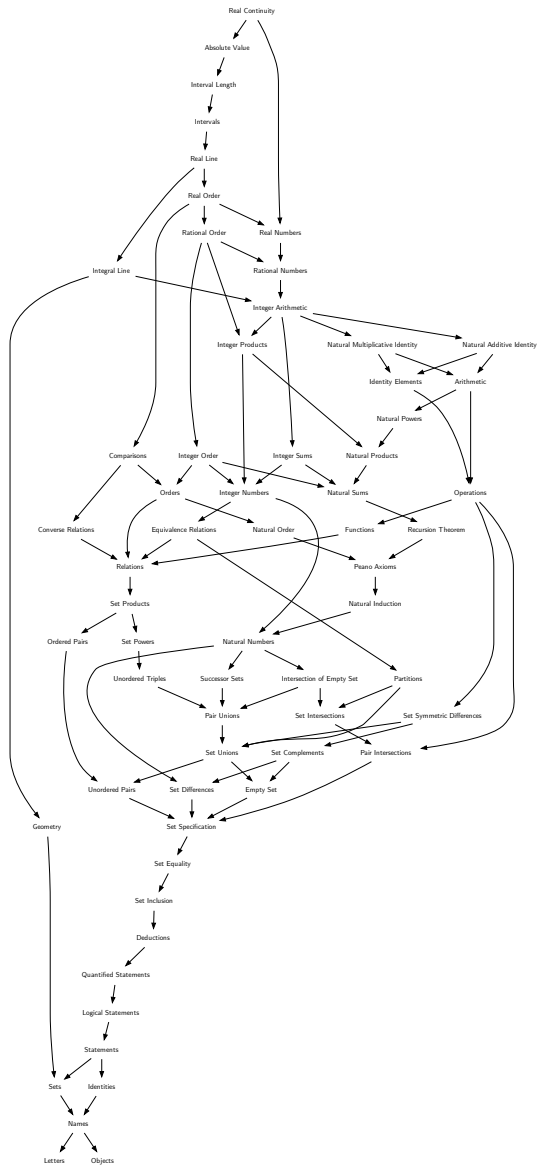 Real Continuity
Absolute Value
Interval Length
Intervals
Real Line
Real Order
Rational Order
Real Numbers
Integral Line
Rational Numbers
Integer Arithmetic
Integer Products
Natural Multiplicative Identity
Natural Additive Identity
Identity Elements
Arithmetic
Natural Powers
Comparisons
Integer Order
Integer Sums
Natural Products
Orders
Integer Numbers
Natural Sums
Operations
Converse Relations
Equivalence Relations
Natural Order
Functions
Recursion Theorem
Relations
Peano Axioms
Set Products
Natural Induction
Ordered Pairs
Set Powers
Natural Numbers
Unordered Triples
Successor Sets
Intersection of Empty Set
Partitions
Pair Unions
Set Intersections
Set Symmetric Differences
Set Unions
Set Complements
Pair Intersections
Unordered Pairs
Set Differences
Empty Set
Geometry
Set Specification
Set Equality
Set Inclusion
Deductions
Quantified Statements
Logical Statements
Statements
Sets
Identities
Names
Letters
Objects